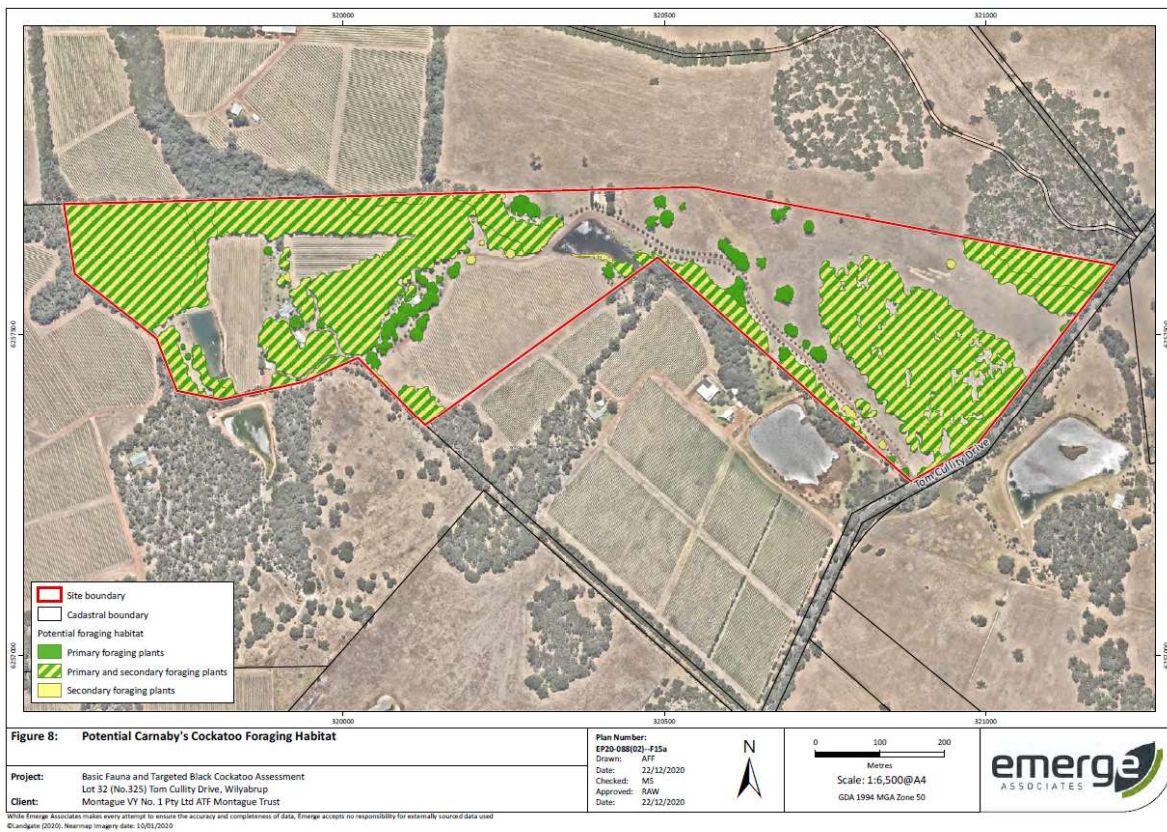 320000 320500 321000
6257500 6257500
Tom Cullity Drive
Site boundary
Cadastral boundary
Potential foraging habitat
Primary foraging plants
Primary and secondary foraging plants
Secondary foraging plants
6257000 6257000
320000 320500 321000
Figure 8: Potential Carnaby's Cockatoo Foraging Habitat
Project: Basic Fauna and Targeted Black Cockatoo Assessment
Lot 32 (No.325) Tom Cullity Drive, Wilyabrup
Client: Montague VY No. 1 Pty Ltd ATF Montague Trust
Plan Number:
EP20-088(02)--F15a
Drawn: AFF
Date: 22/12/2020
Checked: MS
Approved: RAW
Date: 22/12/2020
N
0 100 200
Metres
Scale: 1:6,500@A4
GDA 1994 MGA Zone 50
emerge
ASSOCIATES
While Emerge Associates makes every attempt to ensure the accuracy and completeness of data, Emerge accepts no responsibility for externally sourced data used
©Landgate (2020). Nearmap Imagery date: 10/01/2020